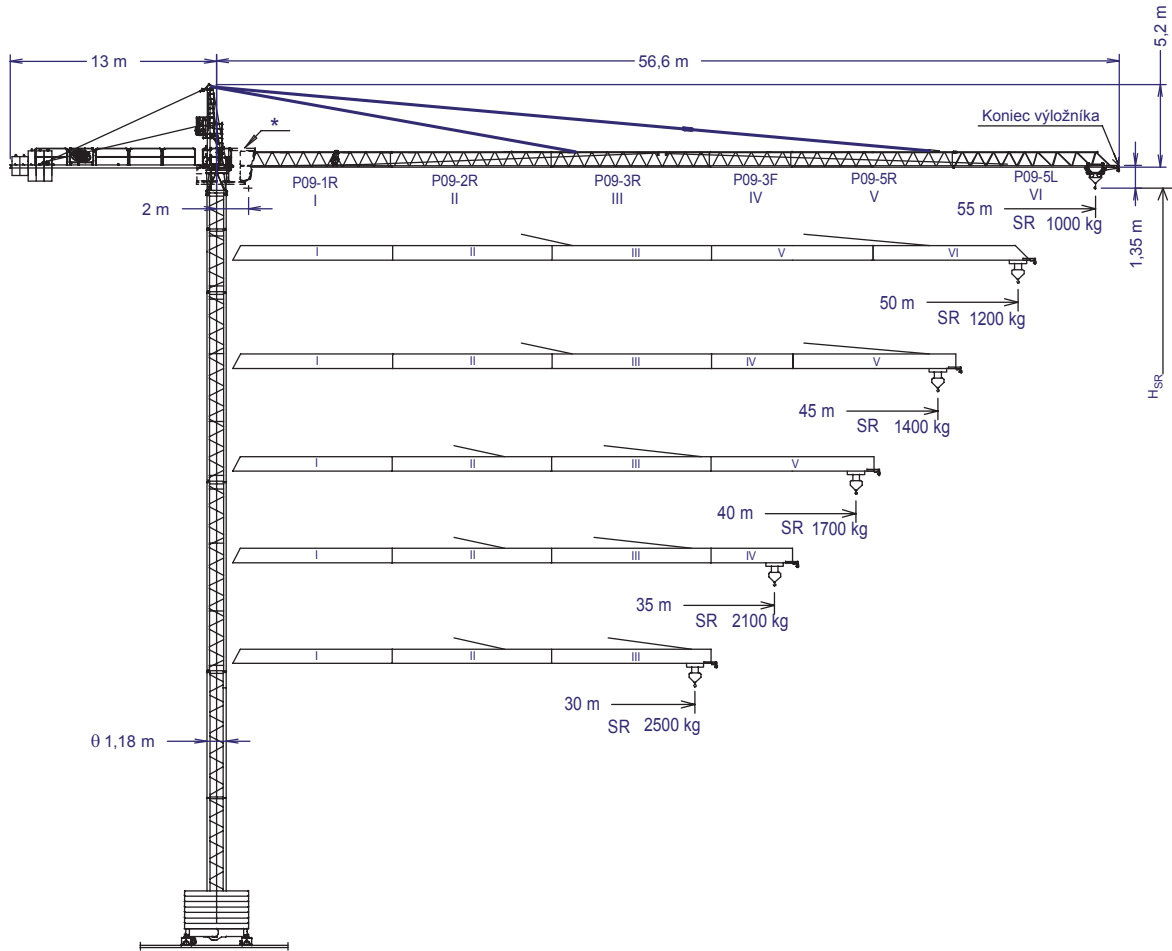 13 m
56,6 m
5,2 m
*
Koniec výložníka
P09-1R
P09-2R
P09-3R
P09-3F
P09-5R
P09-5L
I
II
III
IV
V
VI
2 m
55 m
SR 1000 kg
1,35 m
I
II
III
V
VI
50 m
SR 1200 kg
HSR
I
II
III
IV
V
45 m
SR 1400 kg
I
II
III
V
40 m
SR 1700 kg
I
II
III
IV
35 m
SR 2100 kg
I
II
III
30 m
SR 2500 kg
θ 1,18 m